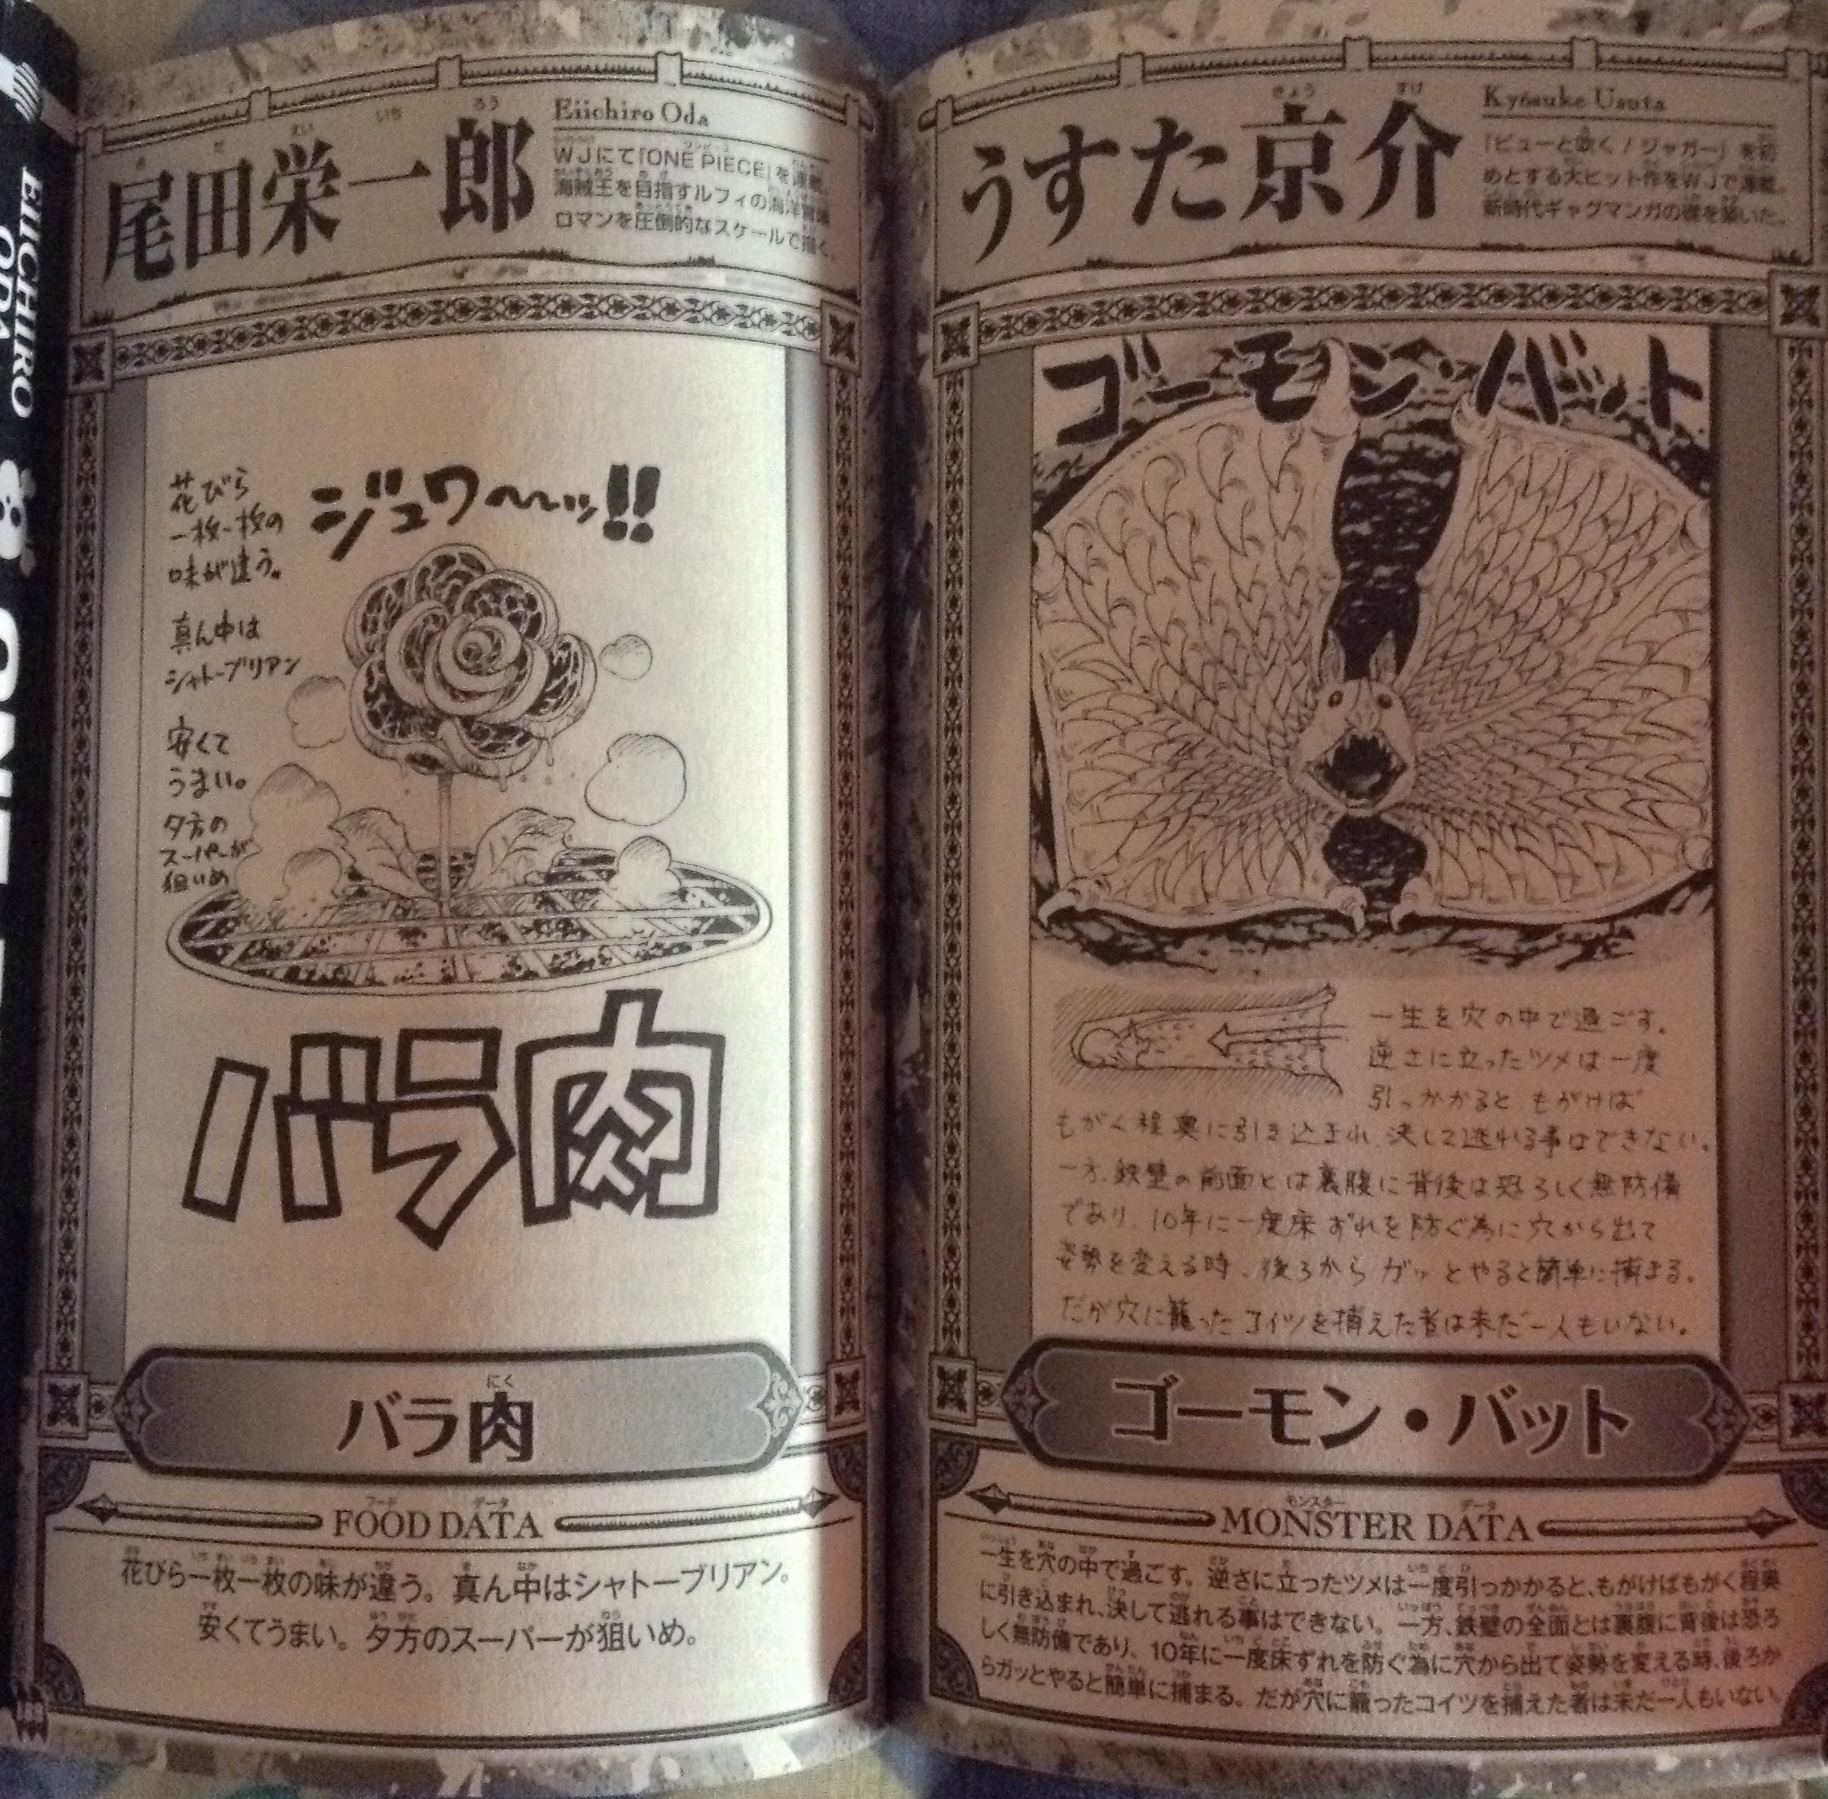 EIICHIRO
ODA
尾田栄一郎
Eiichiro Oda
WJにて「ONE PIECE」を連載
海賊王を目指すルフィの海洋
ロマンを圧倒的なスケールで描く。
花びら
一枚一枚の
味が違う。
真ん中は
シャトーブリアン
安くて
うまい。
夕方の
スーパーが
狙いめ
ジュワ〜〜ッ!!
バラ肉
バラ肉
FOOD DATA
花びら一枚一枚の味が違う。真ん中はシャトーブリアン。
安くてうまい。夕方のスーパーが狙いめ。
うすた京介
Kyōsuke Usuta
「ピューと吹く!ジャガー」を初
めとする大ヒット作をWJで連載。
新時代ギャグマンガの礎を築いた。
ゴーモン・バット
一生を穴の中で過ごす。
逆さに立ったツメは一度
引っかかると もがけば
もがく程奥に引き込まれ、決して逃れる事はできない。
一方、鉄壁の前面とは裏腹に背後は恐ろしく無防備
であり、10年に一度床ずれを防ぐ為に穴から出て
姿勢を変える時、後ろからガッとやると簡単に捕まる。
だが穴に籠ったコイツを捕えた者は未だ一人もいない。
ゴーモン・バット
MONSTER DATA
一生を穴の中で過ごす。逆さに立ったツメは一度引っかかると、もがけばもがく程奥
に引き込まれ、決して逃れる事はできない。一方、鉄壁の全面とは裏腹に背後は恐ろ
しく無防備であり、10年に一度床ずれを防ぐ為に穴から出て姿勢を変える時、後ろか
らガッとやると簡単に捕まる。だが穴に籠ったコイツを捕えた者は未だ一人もいない。